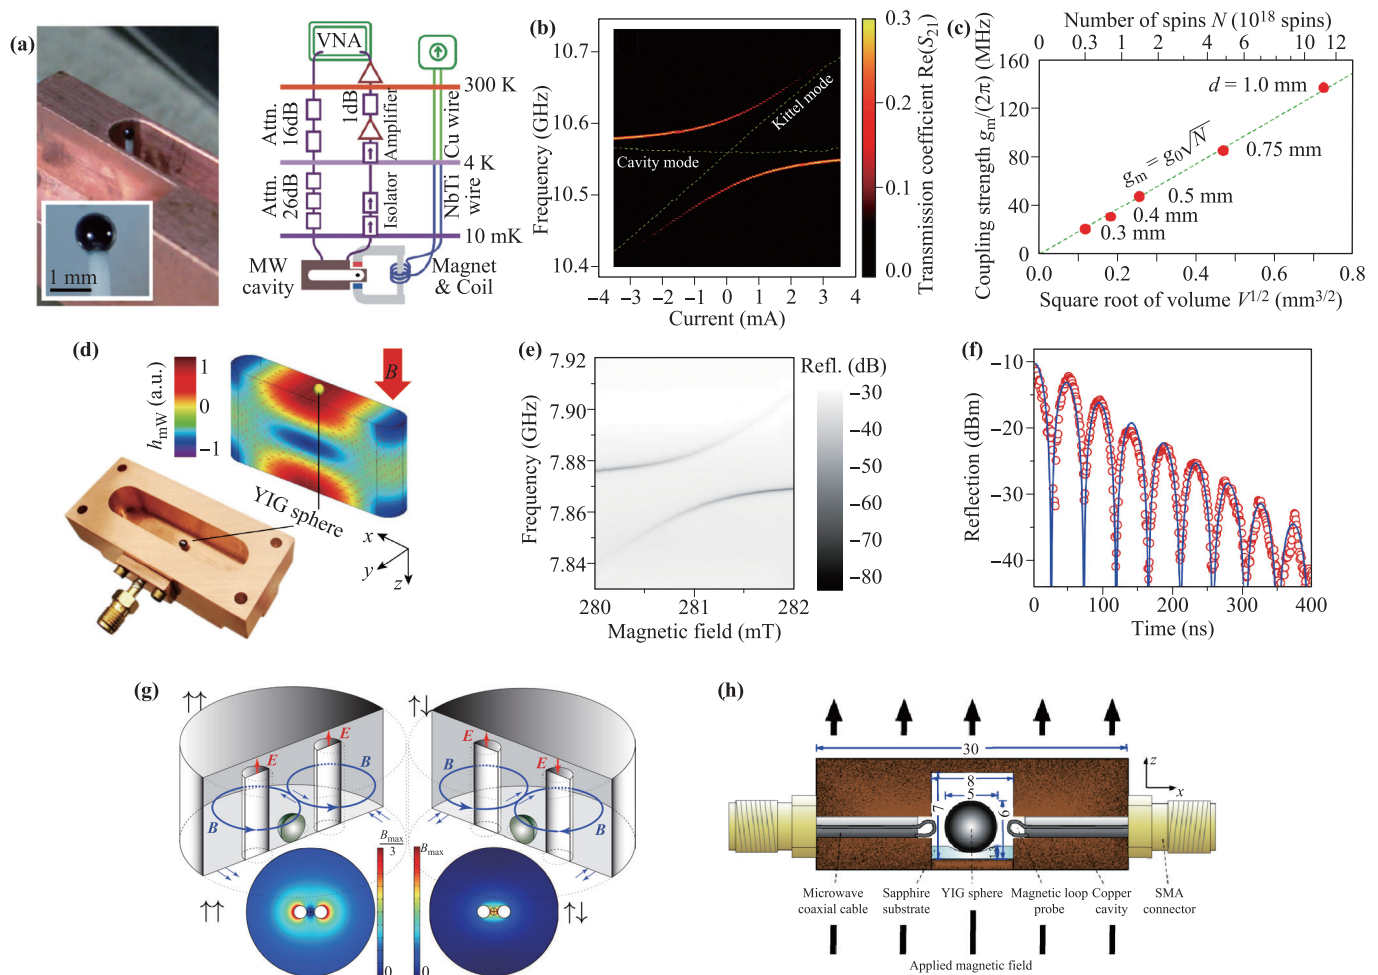 (a)
1 mm
VNA
300 K
Attn.
16dB
1dB
Amplifier
Cu wire
4 K
Attn.
26dB
Isolator
NbTi
wire
10 mK
MW
cavity
Magnet
& Coil
(b)
10.7
10.6
10.5
10.4
Frequency (GHz)
Kittel mode
Cavity mode
−4 −3 −2 −1 0 1 2 3 4
Current (mA)
0.3
0.2
0.1
0.0
Transmission coefficient Re(S21)
(c)
Number of spins N (10^18 spins)
0 0.3 1 2 5 10 12
Coupling strength gm/(2π) (MHz)
160
120
80
40
0
d = 1.0 mm
0.75 mm
0.5 mm
0.4 mm
0.3 mm
gm = g0√N
0.0 0.2 0.4 0.6 0.8
Square root of volume V^1/2 (mm^3/2)
(d)
hmW (a.u.)
1
0
−1
B
YIG sphere
x
y
z
(e)
7.92
7.90
7.88
7.86
7.84
Frequency (GHz)
280 281 282
Magnetic field (mT)
Refl. (dB)
−30
−40
−50
−60
−70
−80
(f)
−10
−20
−30
−40
Reflection (dBm)
0 100 200 300 400
Time (ns)
(g)
↑↑
↑↓
E
E
B
B
E
E
B
B
Bmax
3
Bmax
0
0
↑↑
↑↓
(h)
30
8
5
7
6
z
x
Microwave
coaxial cable
Sapphire
substrate
YIG sphere
Magnetic loop
probe
Copper
cavity
SMA
connector
Applied magnetic field